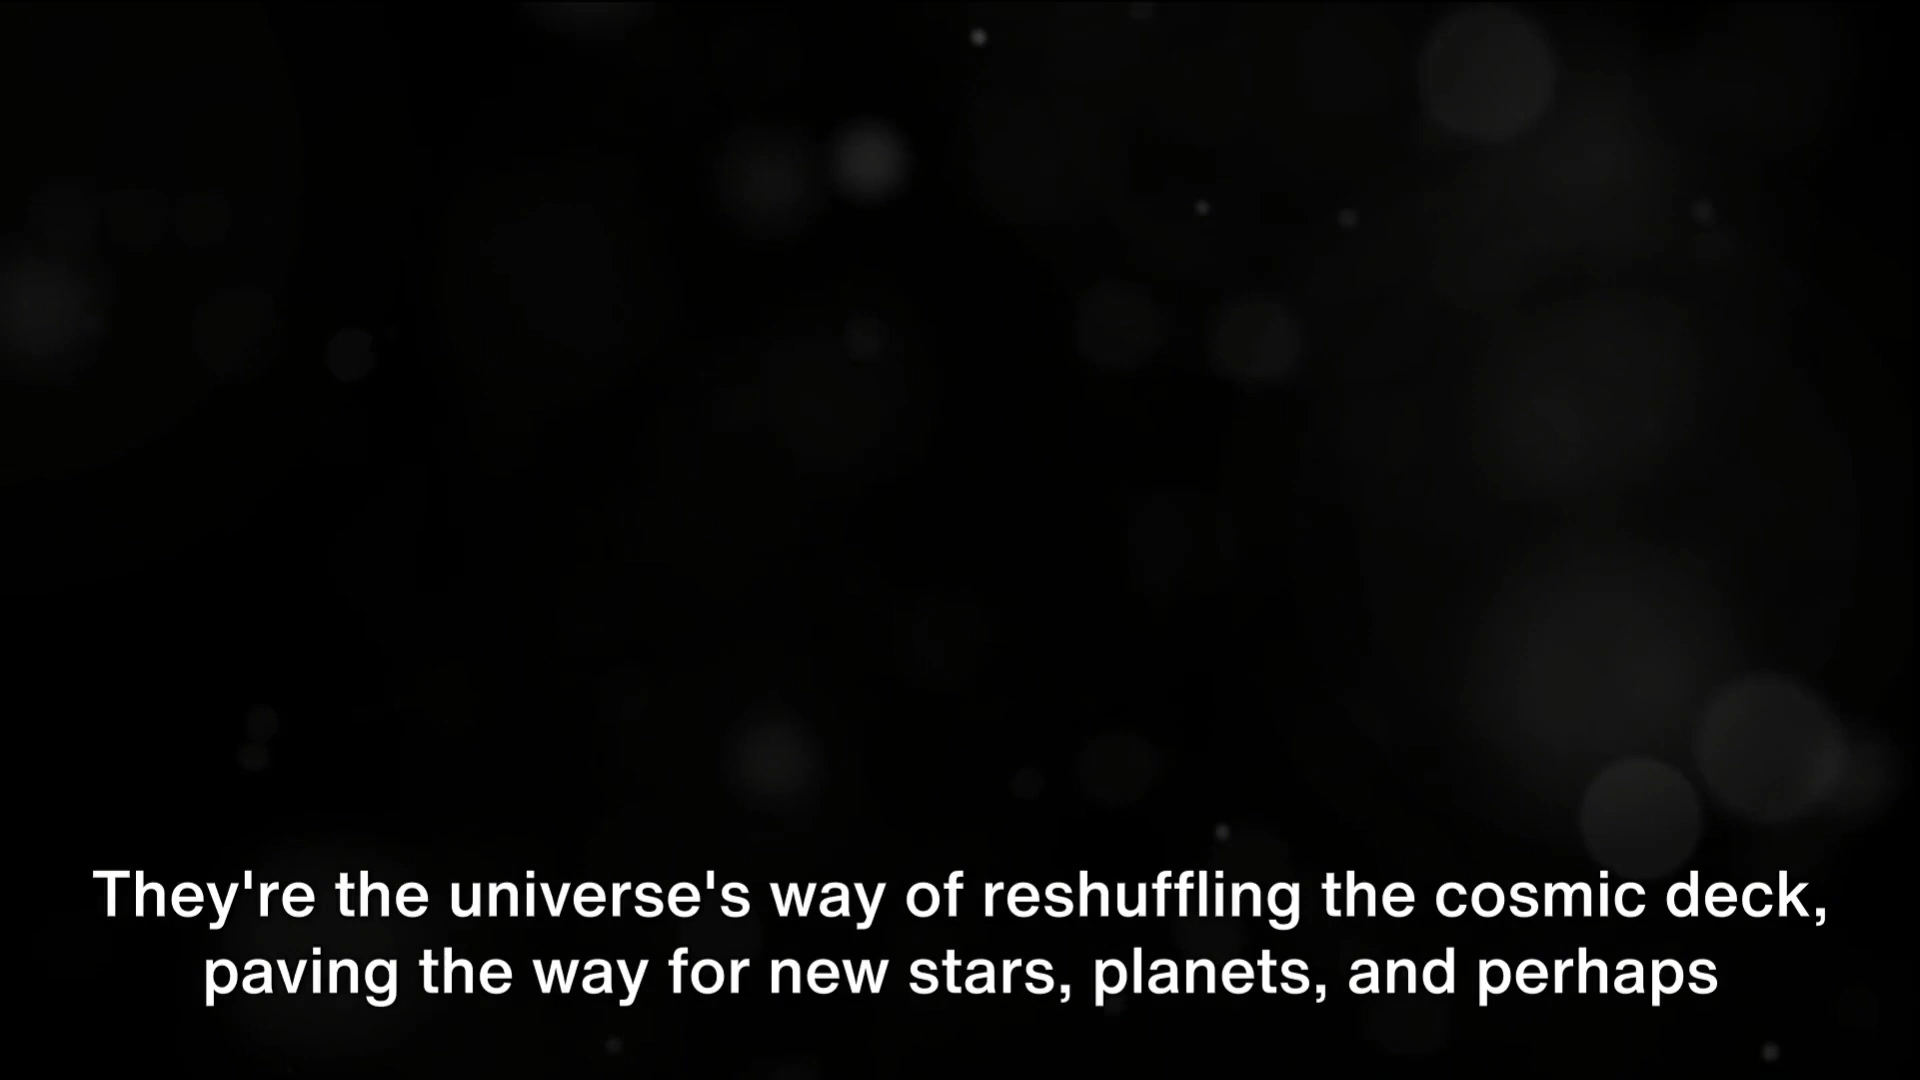 They're the universe's way of reshuffling the cosmic deck,
paving the way for new stars, planets, and perhaps